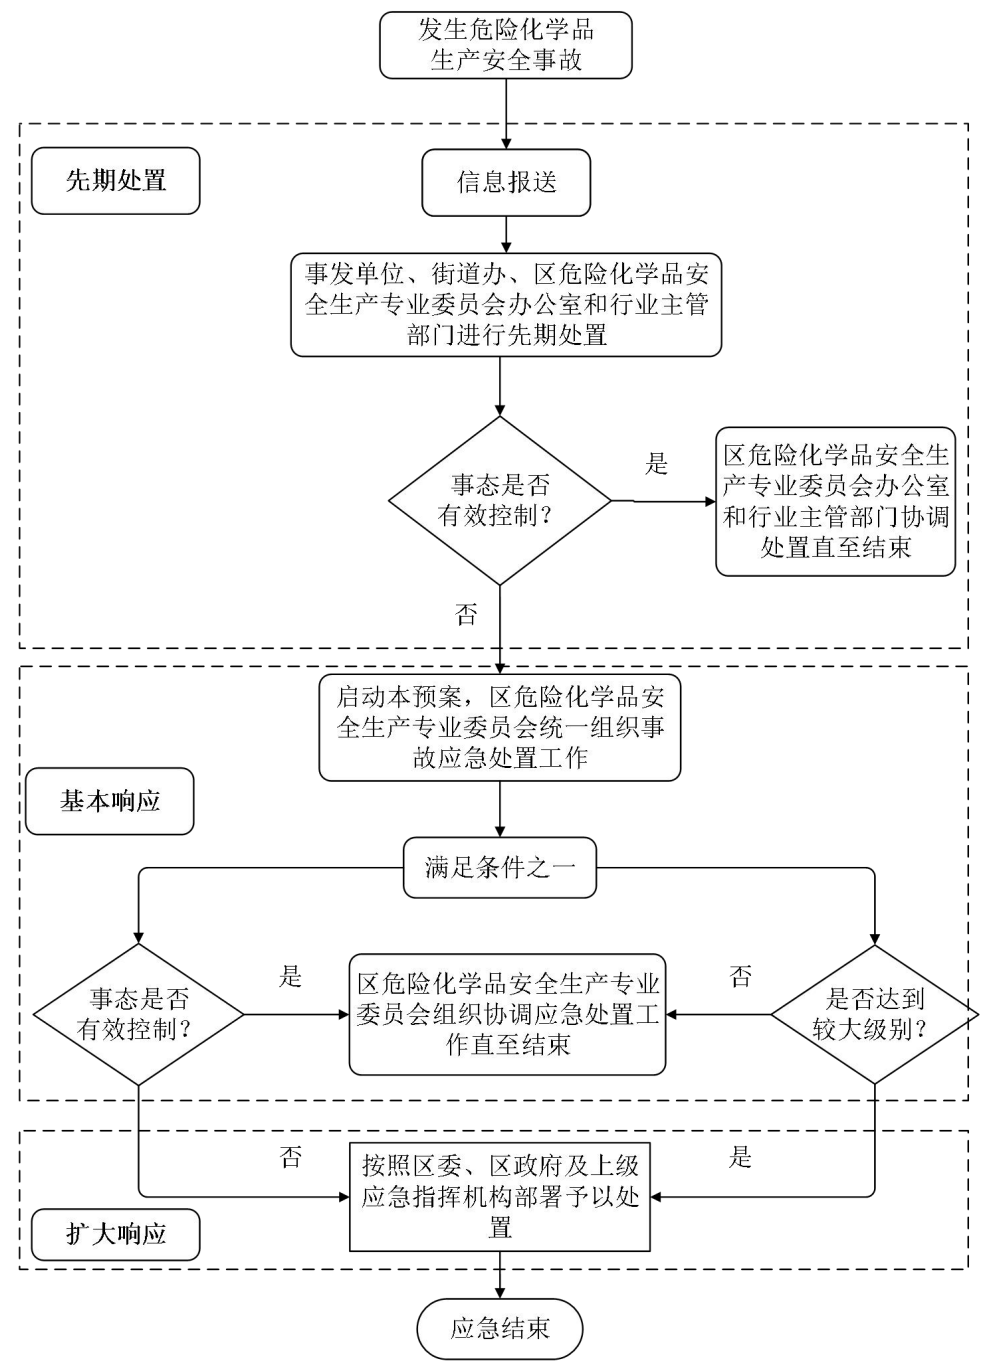 发生危险化学品
生产安全事故
先期处置
信息报送
事发单位、街道办、区危险化学品安
全生产专业委员会办公室和行业主管
部门进行先期处置
事态是否
有效控制？
是
区危险化学品安全生
产专业委员会办公室
和行业主管部门协调
处置直至结束
否
启动本预案，区危险化学品安
全生产专业委员会统一组织事
故应急处置工作
基本响应
满足条件之一
事态是否
有效控制？
是
区危险化学品安全生产专业
委员会组织协调应急处置工
作直至结束
否
是否达到
较大级别？
否
按照区委、区政府及上级
应急指挥机构部署予以处
置
是
扩大响应
应急结束